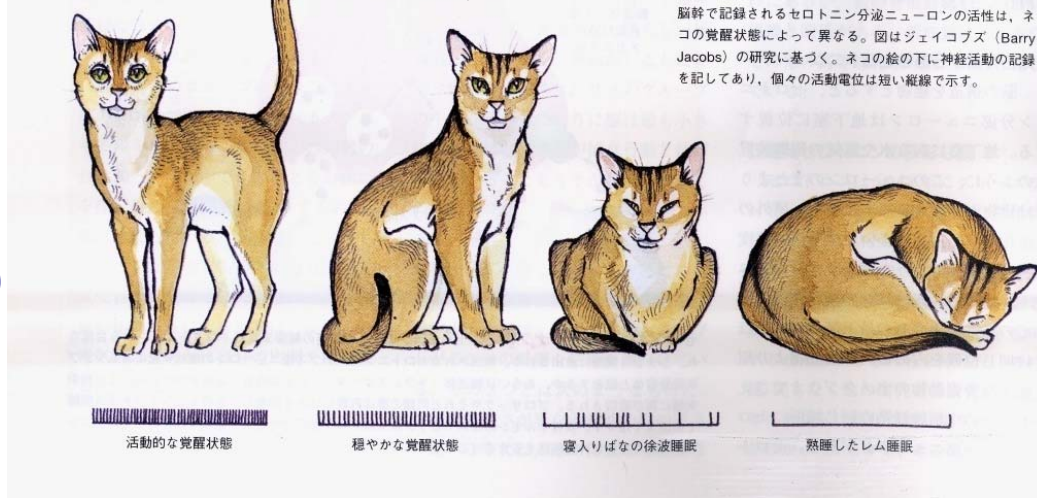 脳幹で記録されるセロトニン分泌ニューロンの活性は，ネ
コの覚醒状態によって異なる。図はジェイコブズ（Barry
Jacobs）の研究に基づく。ネコの絵の下に神経活動の記録
を記してあり，個々の活動電位は短い縦線で示す。
活動的な覚醒状態
穏やかな覚醒状態
寝入りばなの徐波睡眠
熟睡したレム睡眠